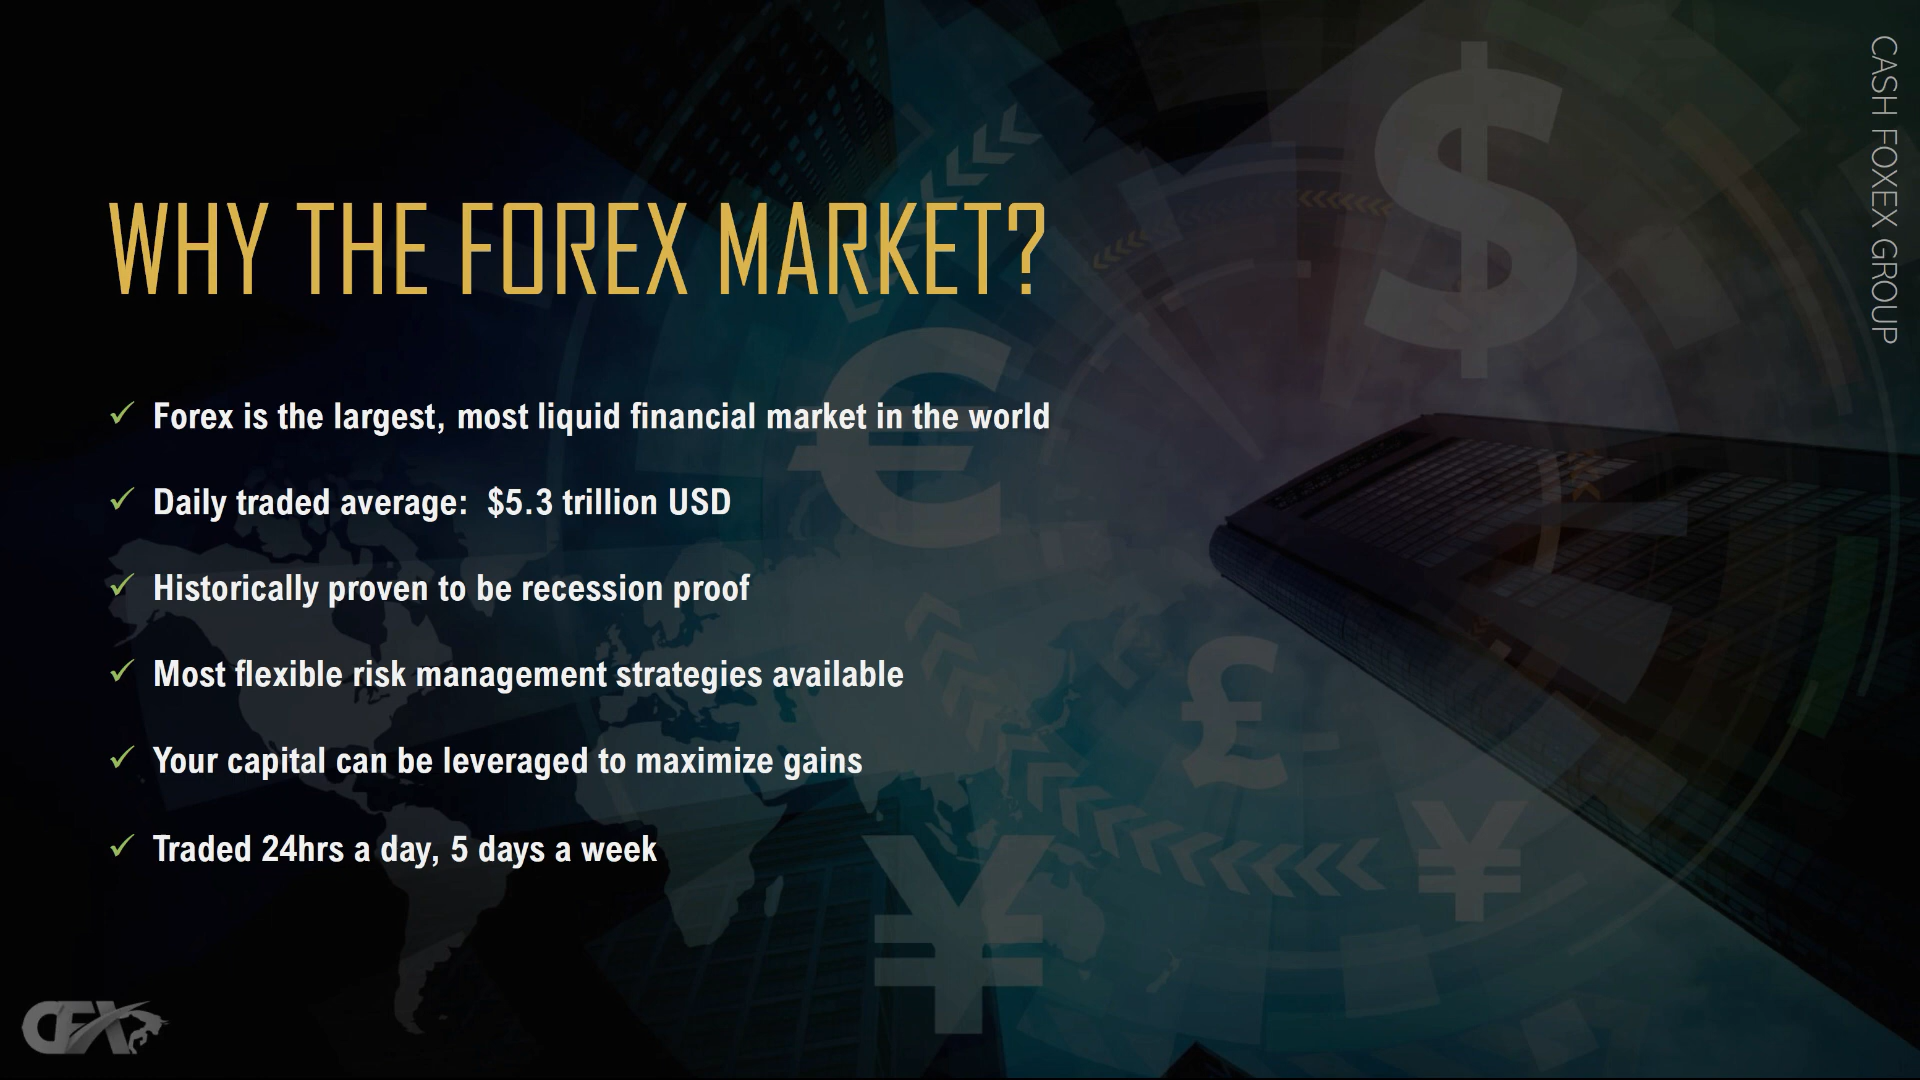 WHY THE FOREX MARKET?
✓ Forex is the largest, most liquid financial market in the world
✓ Daily traded average:  $5.3 trillion USD
✓ Historically proven to be recession proof
✓ Most flexible risk management strategies available
✓ Your capital can be leveraged to maximize gains
✓ Traded 24hrs a day, 5 days a week
CASH FOXEX GROUP
CFX
$
€
£
¥
¥